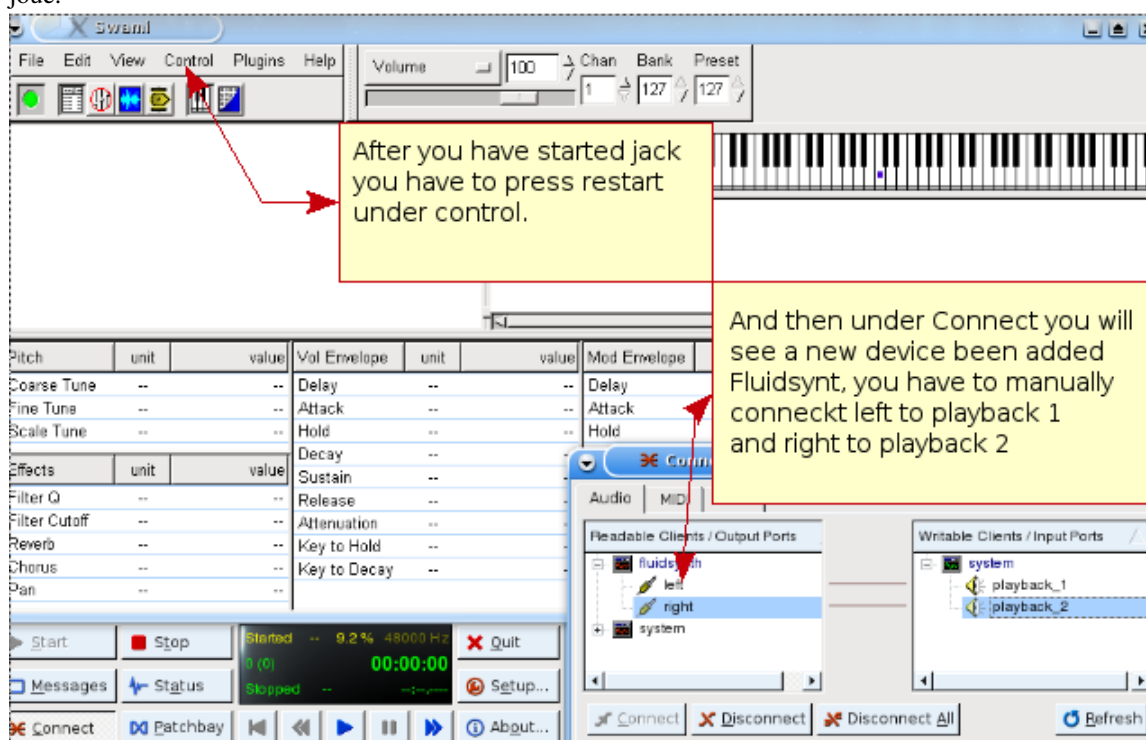 Swami
File Edit View Control Plugins Help
Volume 100 Chan Bank Preset
1 127 127
After you have started jack
you have to press restart
under control.
And then under Connect you will
see a new device been added
Fluidsynt, you have to manually
conneckt left to playback 1
and right to playback 2
Pitch unit value Vol Envelope unit value Mod Envelope
Coarse Tune -- -- Delay -- -- Delay
Fine Tune -- -- Attack -- -- Attack
Scale Tune -- -- Hold -- -- Hold
Decay --
Effects unit value Sustain --
Filter Q -- -- Release --
Filter Cutoff -- -- Attenuation --
Reverb -- -- Key to Hold --
Chorus -- -- Key to Decay --
Pan -- --
Audio MIDI
Readable Clients / Output Ports
fluidsynth
left
right
system
Writable Clients / Input Ports
system
playback_1
playback_2
Connect Disconnect Disconnect All Refresh
Start Stop Started -- 9.2 % 48000 Hz Quit
0 (0) 00:00:00
Messages Status Stopped -- --:--.---- Setup...
Connect Patchbay About...